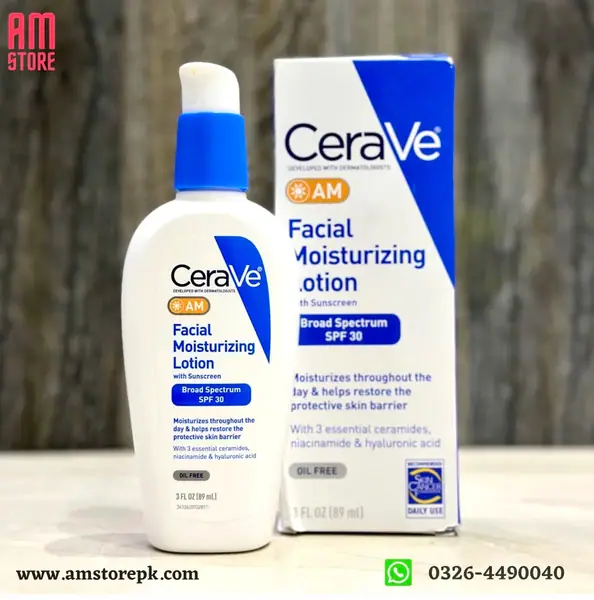 AM
STORE
CeraVe®
DEVELOPED WITH DERMATOLOGISTS
AM
Facial
Moisturizing
Lotion
with Sunscreen
Broad Spectrum
SPF 30
Moisturizes throughout the
day & helps restore the
protective skin barrier
With 3 essential ceramides,
niacinamide & hyaluronic acid
OIL FREE
3 FL OZ (89 mL)
CeraVe®
DEVELOPED WITH DERMATOLOGISTS
AM
Facial
Moisturizing
Lotion
with Sunscreen
Broad Spectrum
SPF 30
Moisturizes throughout the
day & helps restore the
protective skin barrier
With 3 essential ceramides,
niacinamide & hyaluronic acid
OIL FREE
3 FL OZ (89 mL)
RECOMMENDED
SKIN
CANCER
DAILY USE
www.amstorepk.com
0326-4490040